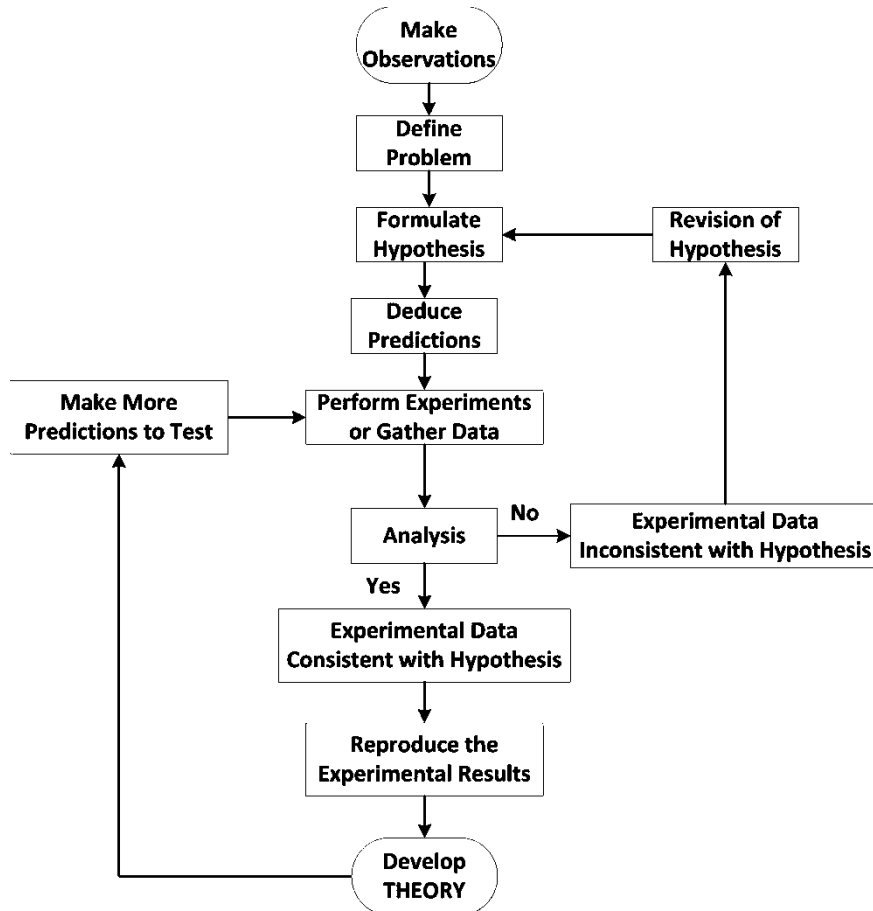 Make
Observations
Define
Problem
Formulate
Hypothesis
Revision of
Hypothesis
Deduce
Predictions
Make More
Predictions to Test
Perform Experiments
or Gather Data
Analysis
No
Experimental Data
Inconsistent with Hypothesis
Yes
Experimental Data
Consistent with Hypothesis
Reproduce the
Experimental Results
Develop
THEORY